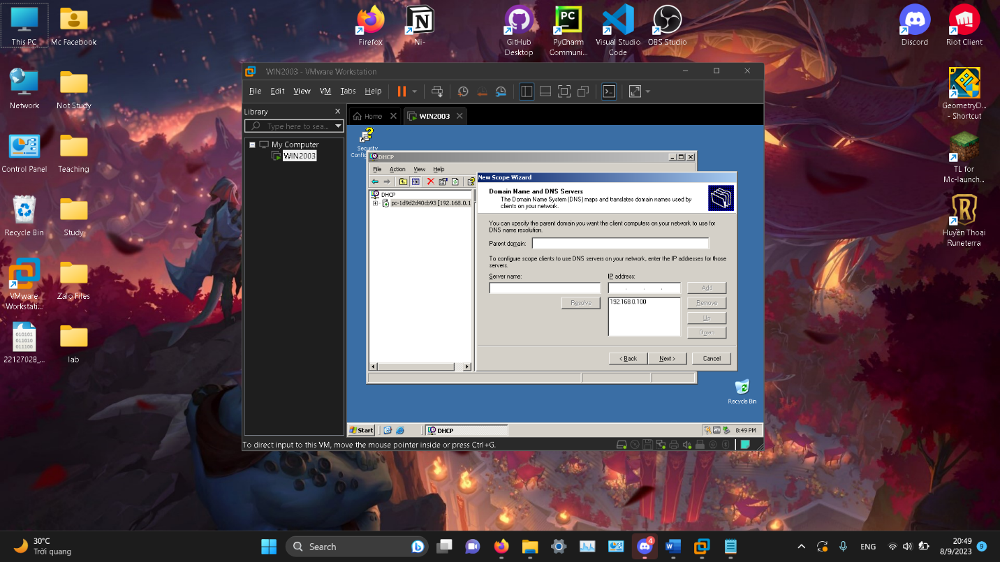 This PC
Mc Facebook
Firefox
Ni-
GitHub
Desktop
PyCharm
Communi...
Visual Studio
Code
OBS Studio
Discord
Riot Client
Network
Not Study
Control Panel
Teaching
Recycle Bin
Study
VMware
Workstati...
Zalo Files
22127028_...
lab
GeometryD...
- Shortcut
TL for
Mc-launch...
Huyền Thoại
Runeterra
WIN2003 - VMware Workstation
File Edit View VM Tabs Help
Library
Type here to sea...
My Computer
WIN2003
Home
WIN2003
Security
Config
DHCP
File Action View Help
DHCP
pc-1d9d2d40cb93 [192.168.0.1
New Scope Wizard
Domain Name and DNS Servers
The Domain Name System (DNS) maps and translates domain names used by
clients on your network.
You can specify the parent domain you want the client computers on your network to use for
DNS name resolution.
Parent domain:
To configure scope clients to use DNS servers on your network, enter the IP addresses for those
servers.
Server name:
IP address:
Add
Resolve
192.168.0.100
Remove
Up
Down
< Back
Next >
Cancel
Recycle Bin
Start
DHCP
8:49 PM
To direct input to this VM, move the mouse pointer inside or press Ctrl+G.
30°C
Trời quang
Search
4
ENG
20:49
8/9/2023
9